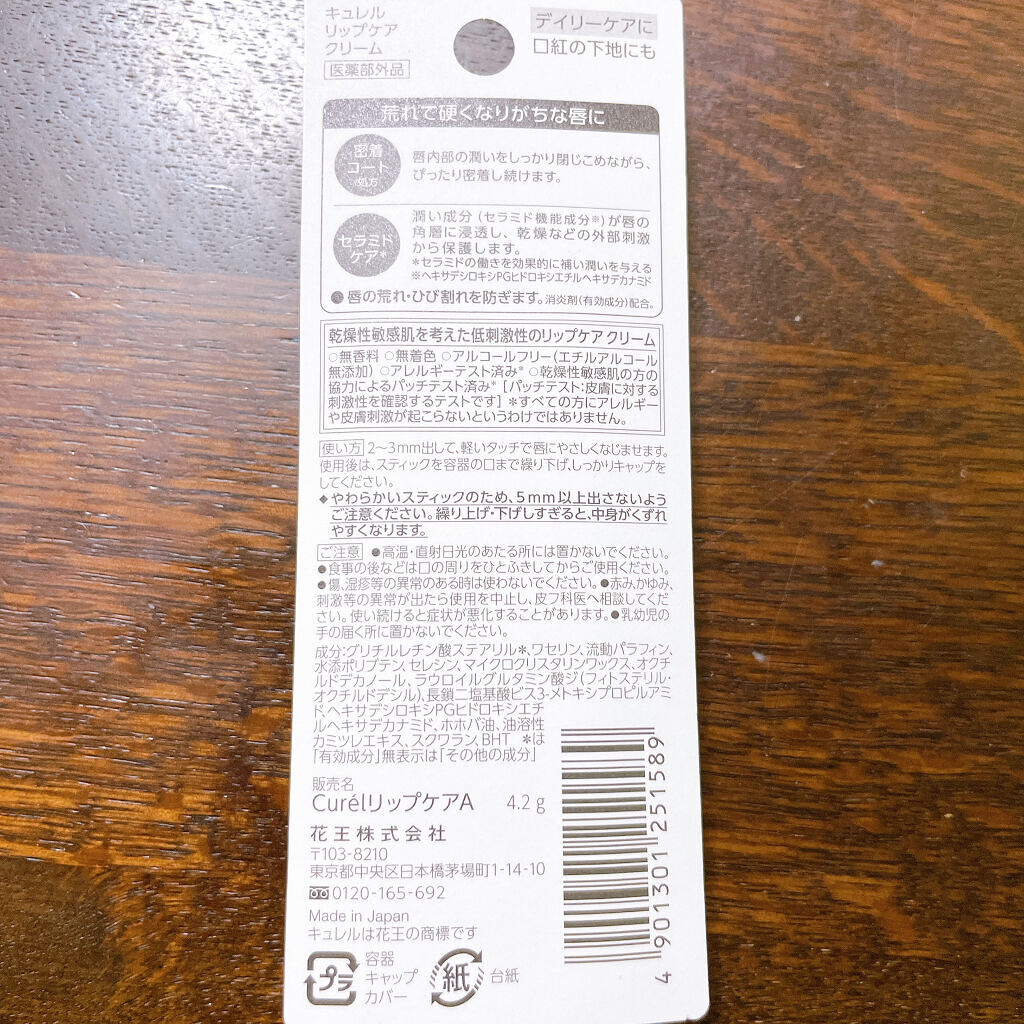 キュレル
リップケア
クリーム
医薬部外品
デイリーケアに
口紅の下地にも
荒れて硬くなりがちな唇に
密着
コート
処方
唇内部の潤いをしっかり閉じこめながら、
ぴったり密着し続けます。
セラミド
ケア*
潤い成分(セラミド機能成分※)が唇の
角層に浸透し、乾燥などの外部刺激
から保護します。
*セラミドの働きを効果的に補い潤いを与える
※ヘキサデシロキシPGヒドロキシエチルヘキサデカナミド
●唇の荒れ・ひび割れを防ぎます。消炎剤(有効成分)配合。
乾燥性敏感肌を考えた低刺激性のリップケア クリーム
○無香料 ○無着色 ○アルコールフリー(エチルアルコール
無添加) ○アレルギーテスト済み* ○乾燥性敏感肌の方の
協力によるパッチテスト済み* [パッチテスト:皮膚に対する
刺激性を確認するテストです] *すべての方にアレルギー
や皮膚刺激が起こらないというわけではありません。
使い方 2〜3mm出して、軽いタッチで唇にやさしくなじませます。
使用後は、スティックを容器の口まで繰り下げ、しっかりキャップを
してください。
◆やわらかいスティックのため、5mm以上出さないよう
ご注意ください。繰り上げ・下げしすぎると、中身がくずれ
やすくなります。
ご注意 ●高温・直射日光のあたる所には置かないでください。
●食事の後などは口の周りをひとふきしてからご使用ください。
●傷、湿疹等の異常のある時は使わないでください。●赤み、かゆみ、
刺激等の異常が出たら使用を中止し、皮フ科医へ相談してくだ
さい。使い続けると症状が悪化することがあります。●乳幼児の
手の届く所に置かないでください。
成分:グリチルレチン酸ステアリル*、ワセリン、流動パラフィン、
水添ポリブテン、セレシン、マイクロクリスタリンワックス、オクチ
ルドデカノール、ラウロイルグルタミン酸ジ(フィトステリル・
オクチルドデシル)、長鎖二塩基酸ビス3-メトキシプロピルアミ
ド、ヘキサデシロキシPGヒドロキシエチ
ルヘキサデカナミド、ホホバ油、油溶性
カミツレエキス、スクワラン、BHT *は
「有効成分」無表示は「その他の成分」
販売名
CurélリップケアA 4.2 g
花王株式会社
〒103-8210
東京都中央区日本橋茅場町1-14-10
0120-165-692
Made in Japan
キュレルは花王の商標です
プラ
容器
キャップ
カバー
紙
台紙
4 901301 251589